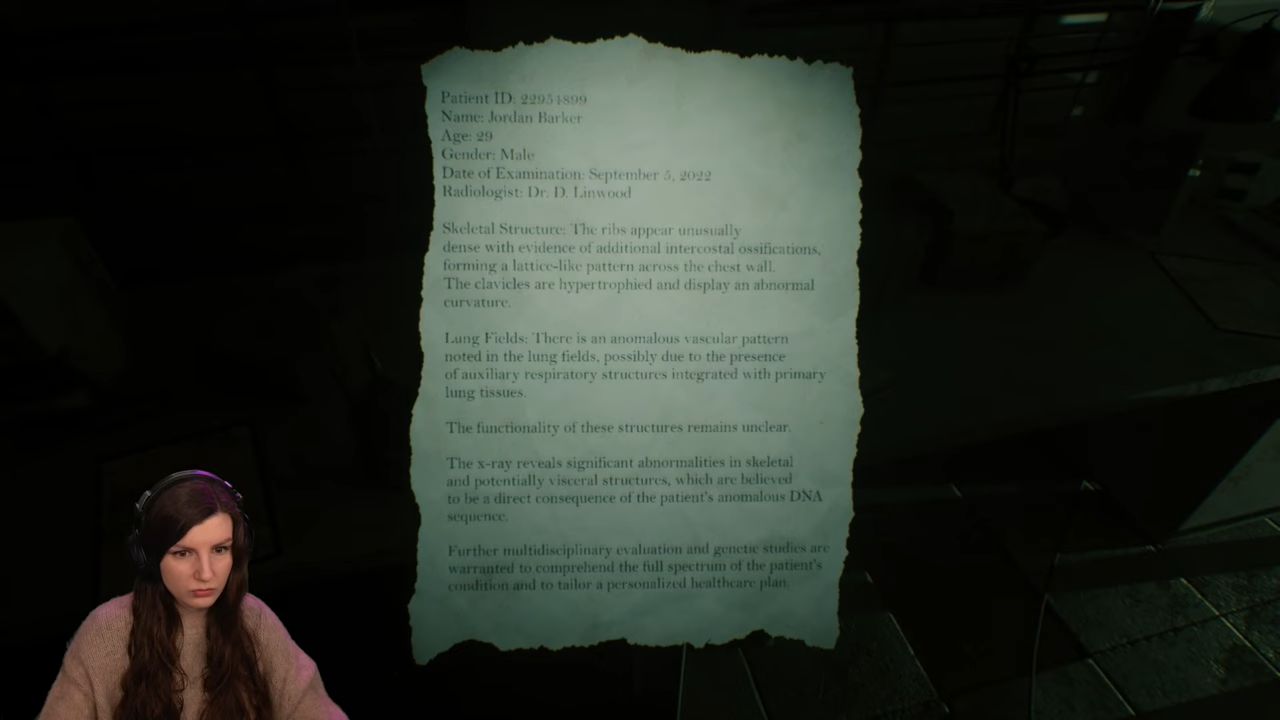 Patient ID: 22954899
Name: Jordan Barker
Age: 29
Gender: Male
Date of Examination: September 5, 2022
Radiologist: Dr. D. Linwood
Skeletal Structure: The ribs appear unusually
dense with evidence of additional intercostal ossifications,
forming a lattice-like pattern across the chest wall.
The clavicles are hypertrophied and display an abnormal
curvature.
Lung Fields: There is an anomalous vascular pattern
noted in the lung fields, possibly due to the presence
of auxiliary respiratory structures integrated with primary
lung tissues.
The functionality of these structures remains unclear.
The x-ray reveals significant abnormalities in skeletal
and potentially visceral structures, which are believed
to be a direct consequence of the patient's anomalous DNA
sequence.
Further multidisciplinary evaluation and genetic studies are
warranted to comprehend the full spectrum of the patient's
condition and to tailor a personalized healthcare plan.